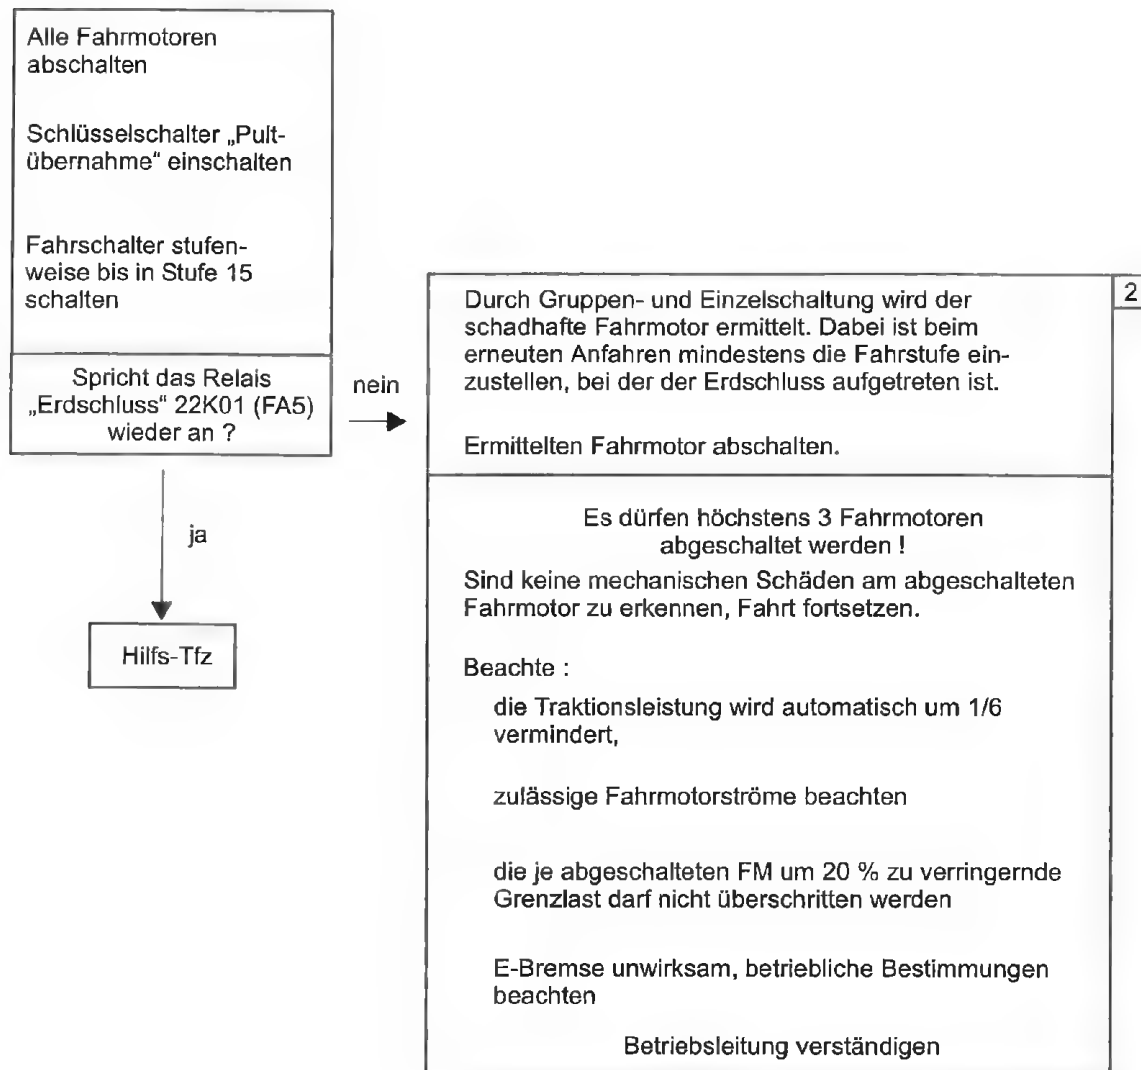 Alle Fahrmotoren
abschalten
Schlüsselschalter „Pult-
übernahme“ einschalten
Fahrschalter stufen-
weise bis in Stufe 15
schalten
Spricht das Relais
„Erdschluss“ 22K01 (FA5)
wieder an ?
nein
ja
Hilfs-Tfz
2
Durch Gruppen- und Einzelschaltung wird der
schadhafte Fahrmotor ermittelt. Dabei ist beim
erneuten Anfahren mindestens die Fahrstufe ein-
zustellen, bei der der Erdschluss aufgetreten ist.
Ermittelten Fahrmotor abschalten.
Es dürfen höchstens 3 Fahrmotoren
abgeschaltet werden !
Sind keine mechanischen Schäden am abgeschalteten
Fahrmotor zu erkennen, Fahrt fortsetzen.
Beachte :
die Traktionsleistung wird automatisch um 1/6
vermindert,
zulässige Fahrmotorströme beachten
die je abgeschalteten FM um 20 % zu verringernde
Grenzlast darf nicht überschritten werden
E-Bremse unwirksam, betriebliche Bestimmungen
beachten
Betriebsleitung verständigen